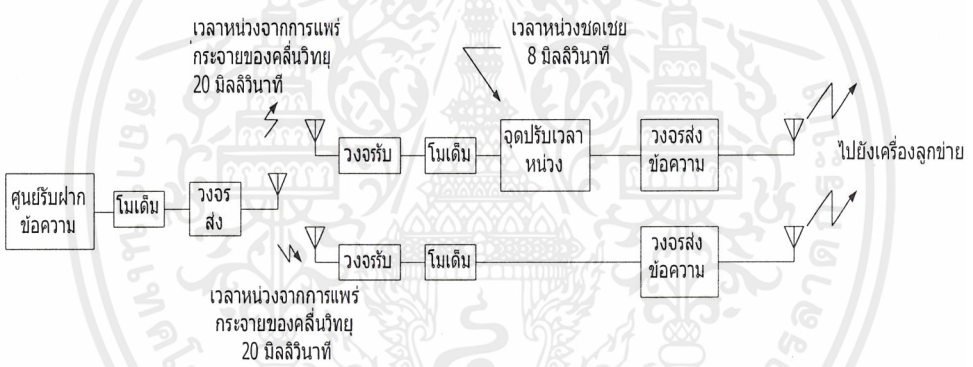 เวลาหน่วงจากการแพร่
กระจายของคลื่นวิทยุ
20 มิลลิวินาที
เวลาหน่วงชดเชย
8 มิลลิวินาที
วงจรรับ
โมเด็ม
จุดปรับเวลา
หน่วง
วงจรส่ง
ข้อความ
ไปยังเครื่องลูกข่าย
ศูนย์รับฝาก
ข้อความ
โมเด็ม
วงจร
ส่ง
วงจรรับ
โมเด็ม
วงจรส่ง
ข้อความ
เวลาหน่วงจากการแพร่
กระจายของคลื่นวิทยุ
20 มิลลิวินาที